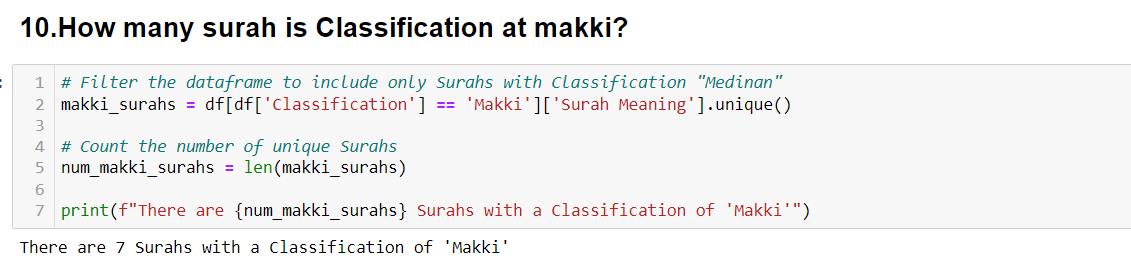 10.How many surah is Classification at makki?
:
1 # Filter the dataframe to include only Surahs with Classification "Medinan"
2 makki_surahs = df[df['Classification'] == 'Makki']['Surah Meaning'].unique()
3
4 # Count the number of unique Surahs
5 num_makki_surahs = len(makki_surahs)
6
7 print(f"There are {num_makki_surahs} Surahs with a Classification of 'Makki'")
There are 7 Surahs with a Classification of 'Makki'